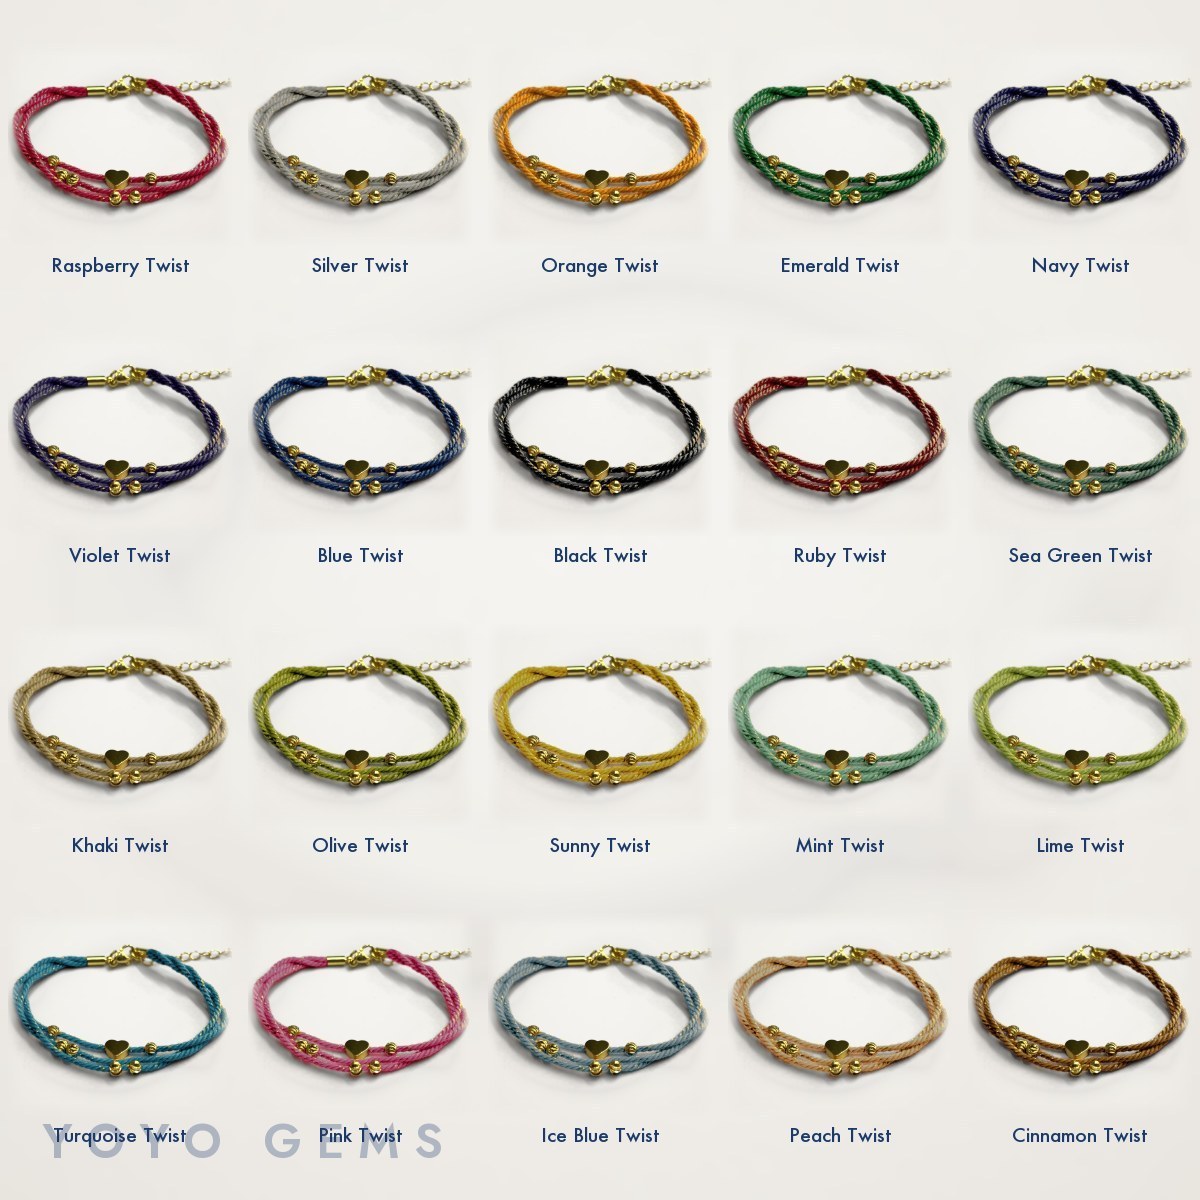 Raspberry Twist
Silver Twist
Orange Twist
Emerald Twist
Navy Twist
Violet Twist
Blue Twist
Black Twist
Ruby Twist
Sea Green Twist
Khaki Twist
Olive Twist
Sunny Twist
Mint Twist
Lime Twist
Turquoise Twist
Pink Twist
Ice Blue Twist
Peach Twist
Cinnamon Twist
YOYO GEMS